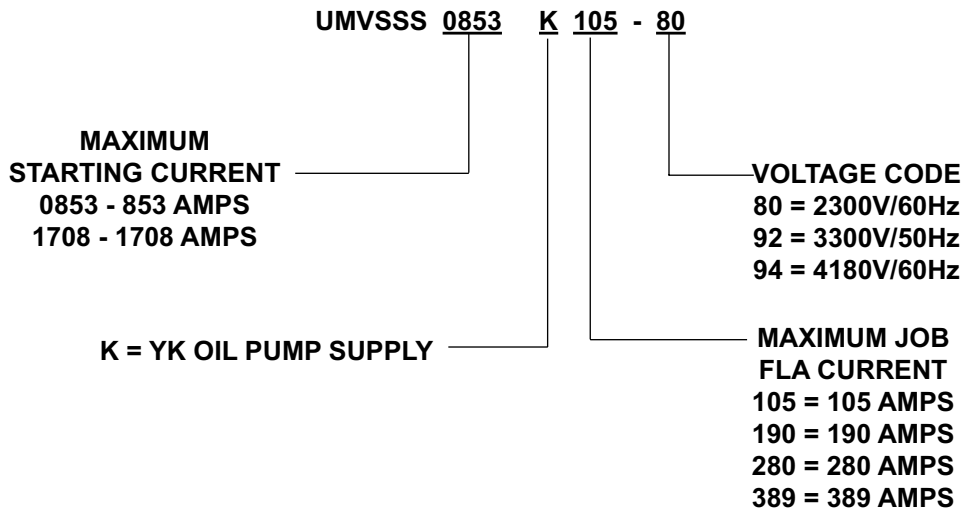 UMVSSS 0853 K 105 - 80
MAXIMUM
STARTING CURRENT
0853 - 853 AMPS
1708 - 1708 AMPS
VOLTAGE CODE
80 = 2300V/60Hz
92 = 3300V/50Hz
94 = 4180V/60Hz
K = YK OIL PUMP SUPPLY
MAXIMUM JOB
FLA CURRENT
105 = 105 AMPS
190 = 190 AMPS
280 = 280 AMPS
389 = 389 AMPS